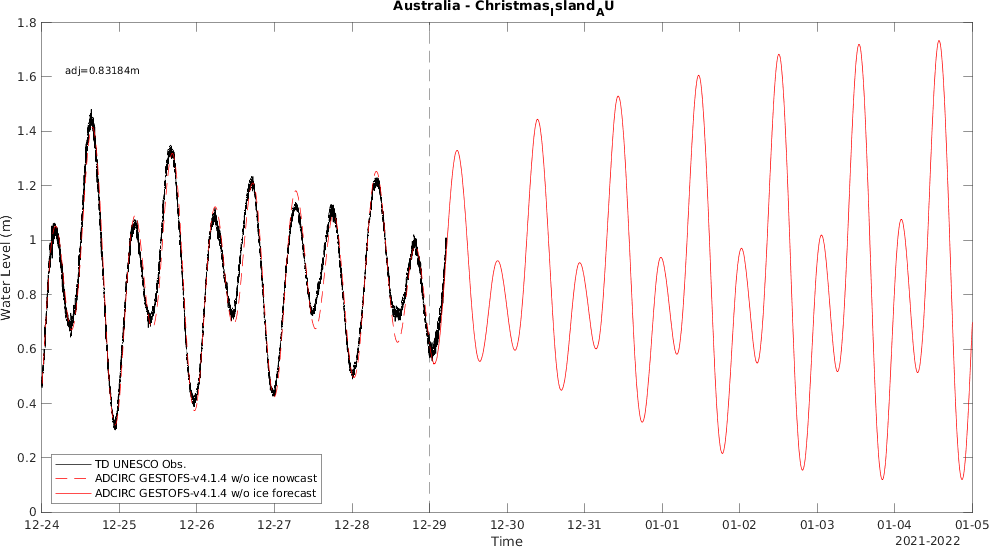 Australia - Christmas_Island_AU
1.8
1.6
1.4
1.2
1
0.8
0.6
0.4
0.2
0
Water Level (m)
adj=0.83184m
TD UNESCO Obs.
ADCIRC GESTOFS-v4.1.4 w/o ice nowcast
ADCIRC GESTOFS-v4.1.4 w/o ice forecast
12-24 12-25 12-26 12-27 12-28 12-29 12-30 12-31 01-01 01-02 01-03 01-04 01-05
Time
2021-2022